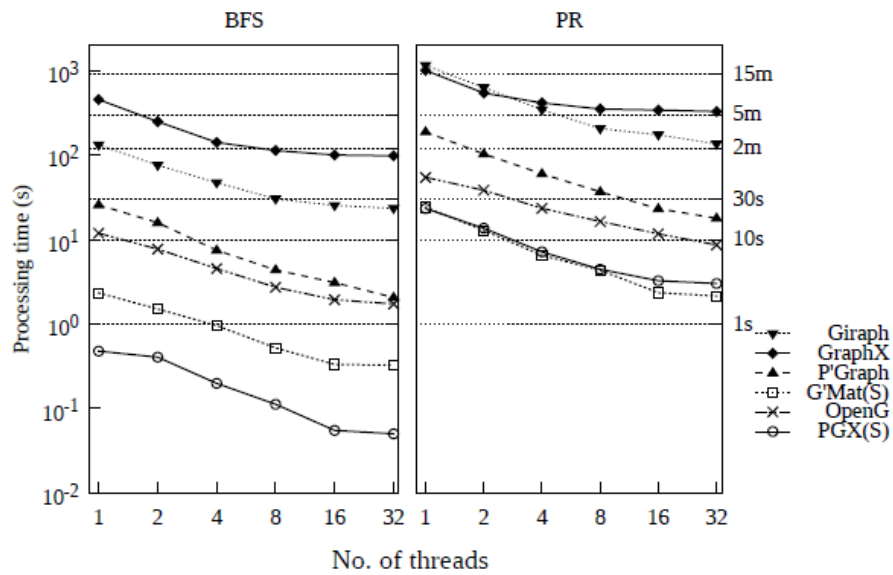 BFS
PR
Processing time (s)
10^3
10^2
10^1
10^0
10^-1
10^-2
15m
5m
2m
30s
10s
1s
Giraph
GraphX
P'Graph
G'Mat(S)
OpenG
PGX(S)
1 2 4 8 16 32
1 2 4 8 16 32
No. of threads